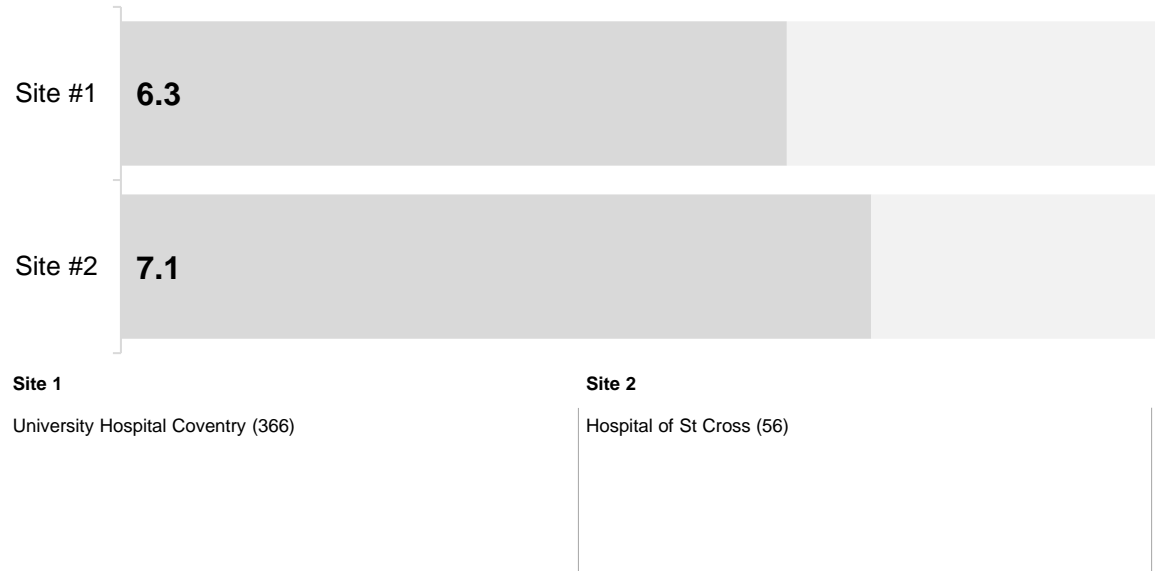 Site #1
6.3
Site #2
7.1
Site 1
University Hospital Coventry (366)
Site 2
Hospital of St Cross (56)